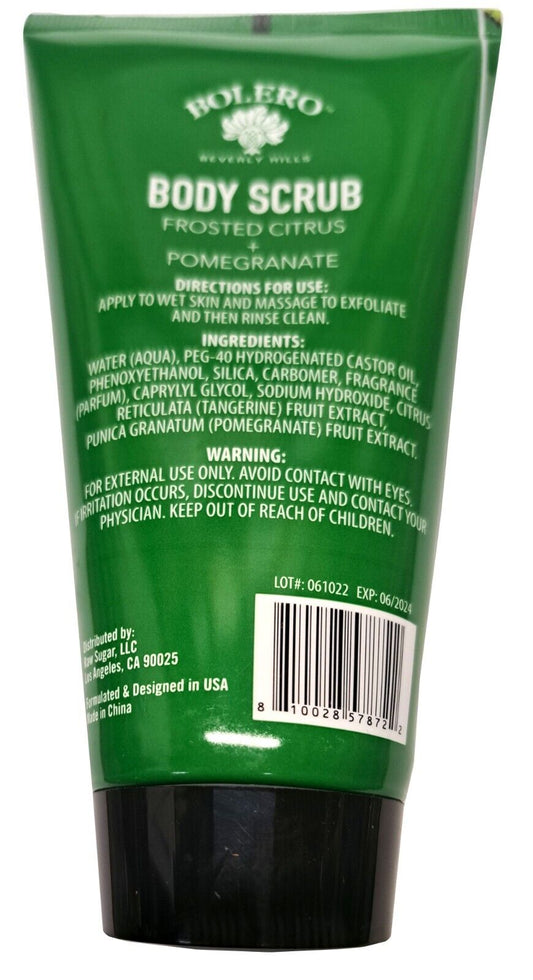 BOLERO™
BEVERLY HILLS
BODY SCRUB
FROSTED CITRUS
+
POMEGRANATE
DIRECTIONS FOR USE:
APPLY TO WET SKIN AND MASSAGE TO EXFOLIATE
AND THEN RINSE CLEAN.
INGREDIENTS:
WATER (AQUA), PEG-40 HYDROGENATED CASTOR OIL,
PHENOXYETHANOL, SILICA, CARBOMER, FRAGRANCE
(PARFUM), CAPRYLYL GLYCOL, SODIUM HYDROXIDE, CITRUS
RETICULATA (TANGERINE) FRUIT EXTRACT,
PUNICA GRANATUM (POMEGRANATE) FRUIT EXTRACT.
WARNING:
FOR EXTERNAL USE ONLY. AVOID CONTACT WITH EYES.
IF IRRITATION OCCURS, DISCONTINUE USE AND CONTACT YOUR
PHYSICIAN. KEEP OUT OF REACH OF CHILDREN.
LOT#: 061022 EXP: 06/2024
8 10028 57872 2
Distributed by:
Raw Sugar, LLC
Los Angeles, CA 90025
Formulated & Designed in USA
Made in China